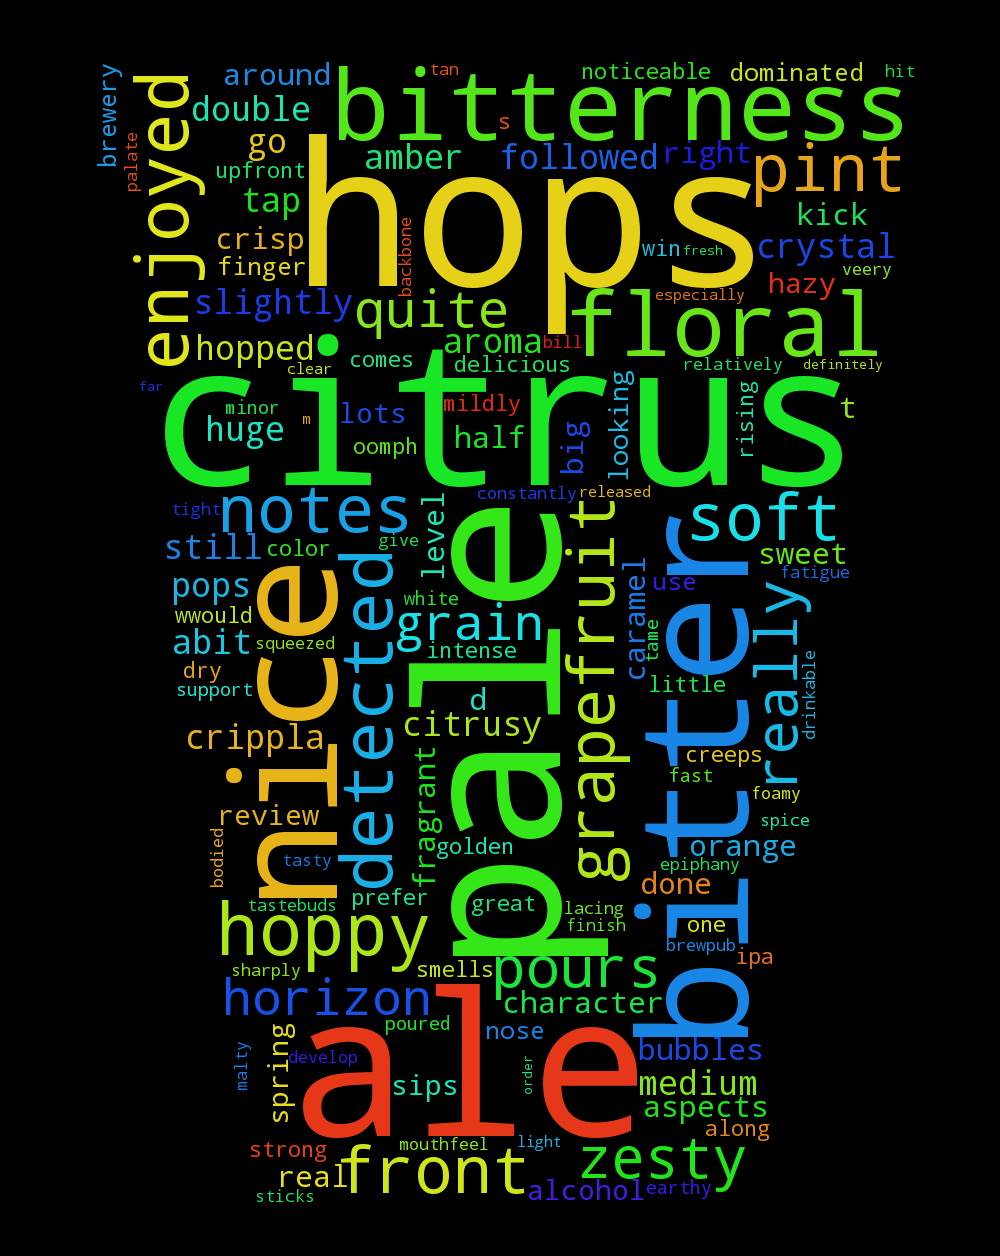 brewery around tan noticeable dominated hit
enjoyed double bitterness
palate go s amber followed right pint
upfront hops
tap kick
crisp backbone win fresh crystal
finger hazy veery
slightly quite especially floral
hopped aroma bill
clear comes delicious relatively definitely
far citrus
minor m lots mildly looking rising t
huge half big
oomph
tight notes level constantly released soft
still color give pale grapefruit bitter sweet
pops nice detected white caramel use fatigue
wwould grain really
abit squeezed intense tame
dry little drinkable
support d
crippla citrusy creeps
fragrant fast foamy
review spice
bodied tasty golden orange
epiphany
prefer done
tastebuds great lacing
hoppy finish one
brewpub
sharply smells pours ipa
horizon character
spring poured ale nose bubbles
malty develop order medium
sips aspects
along
strong mouthfeel light
real front zesty
sticks alcohol earthy